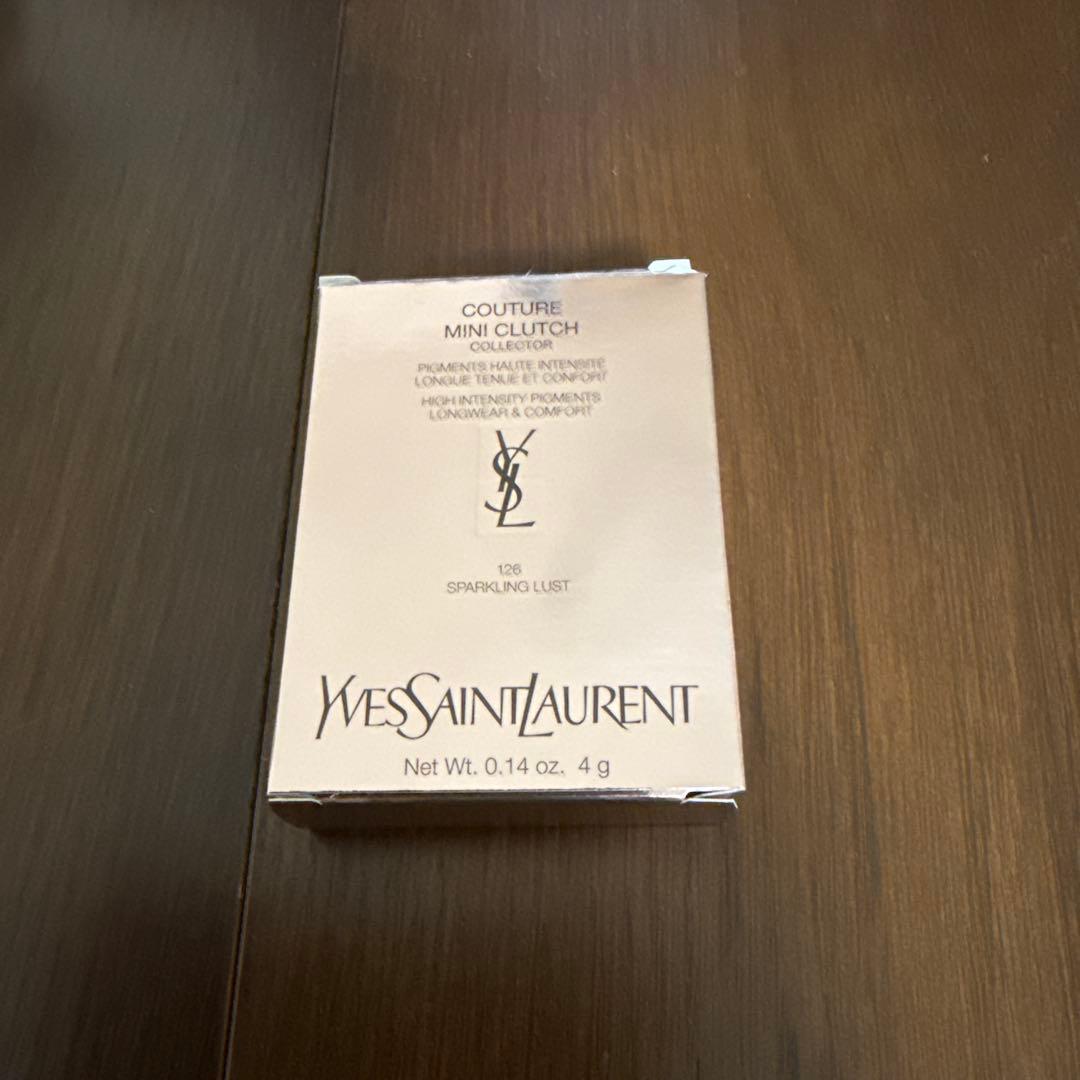 COUTURE
MINI CLUTCH
COLLECTOR
PIGMENTS HAUTE INTENSITÉ
LONGUE TENUE ET CONFORT
HIGH INTENSITY PIGMENTS
LONGWEAR & COMFORT
YSL
126
SPARKLING LUST
YVESSAINTLAURENT
Net Wt. 0.14 oz. 4 g